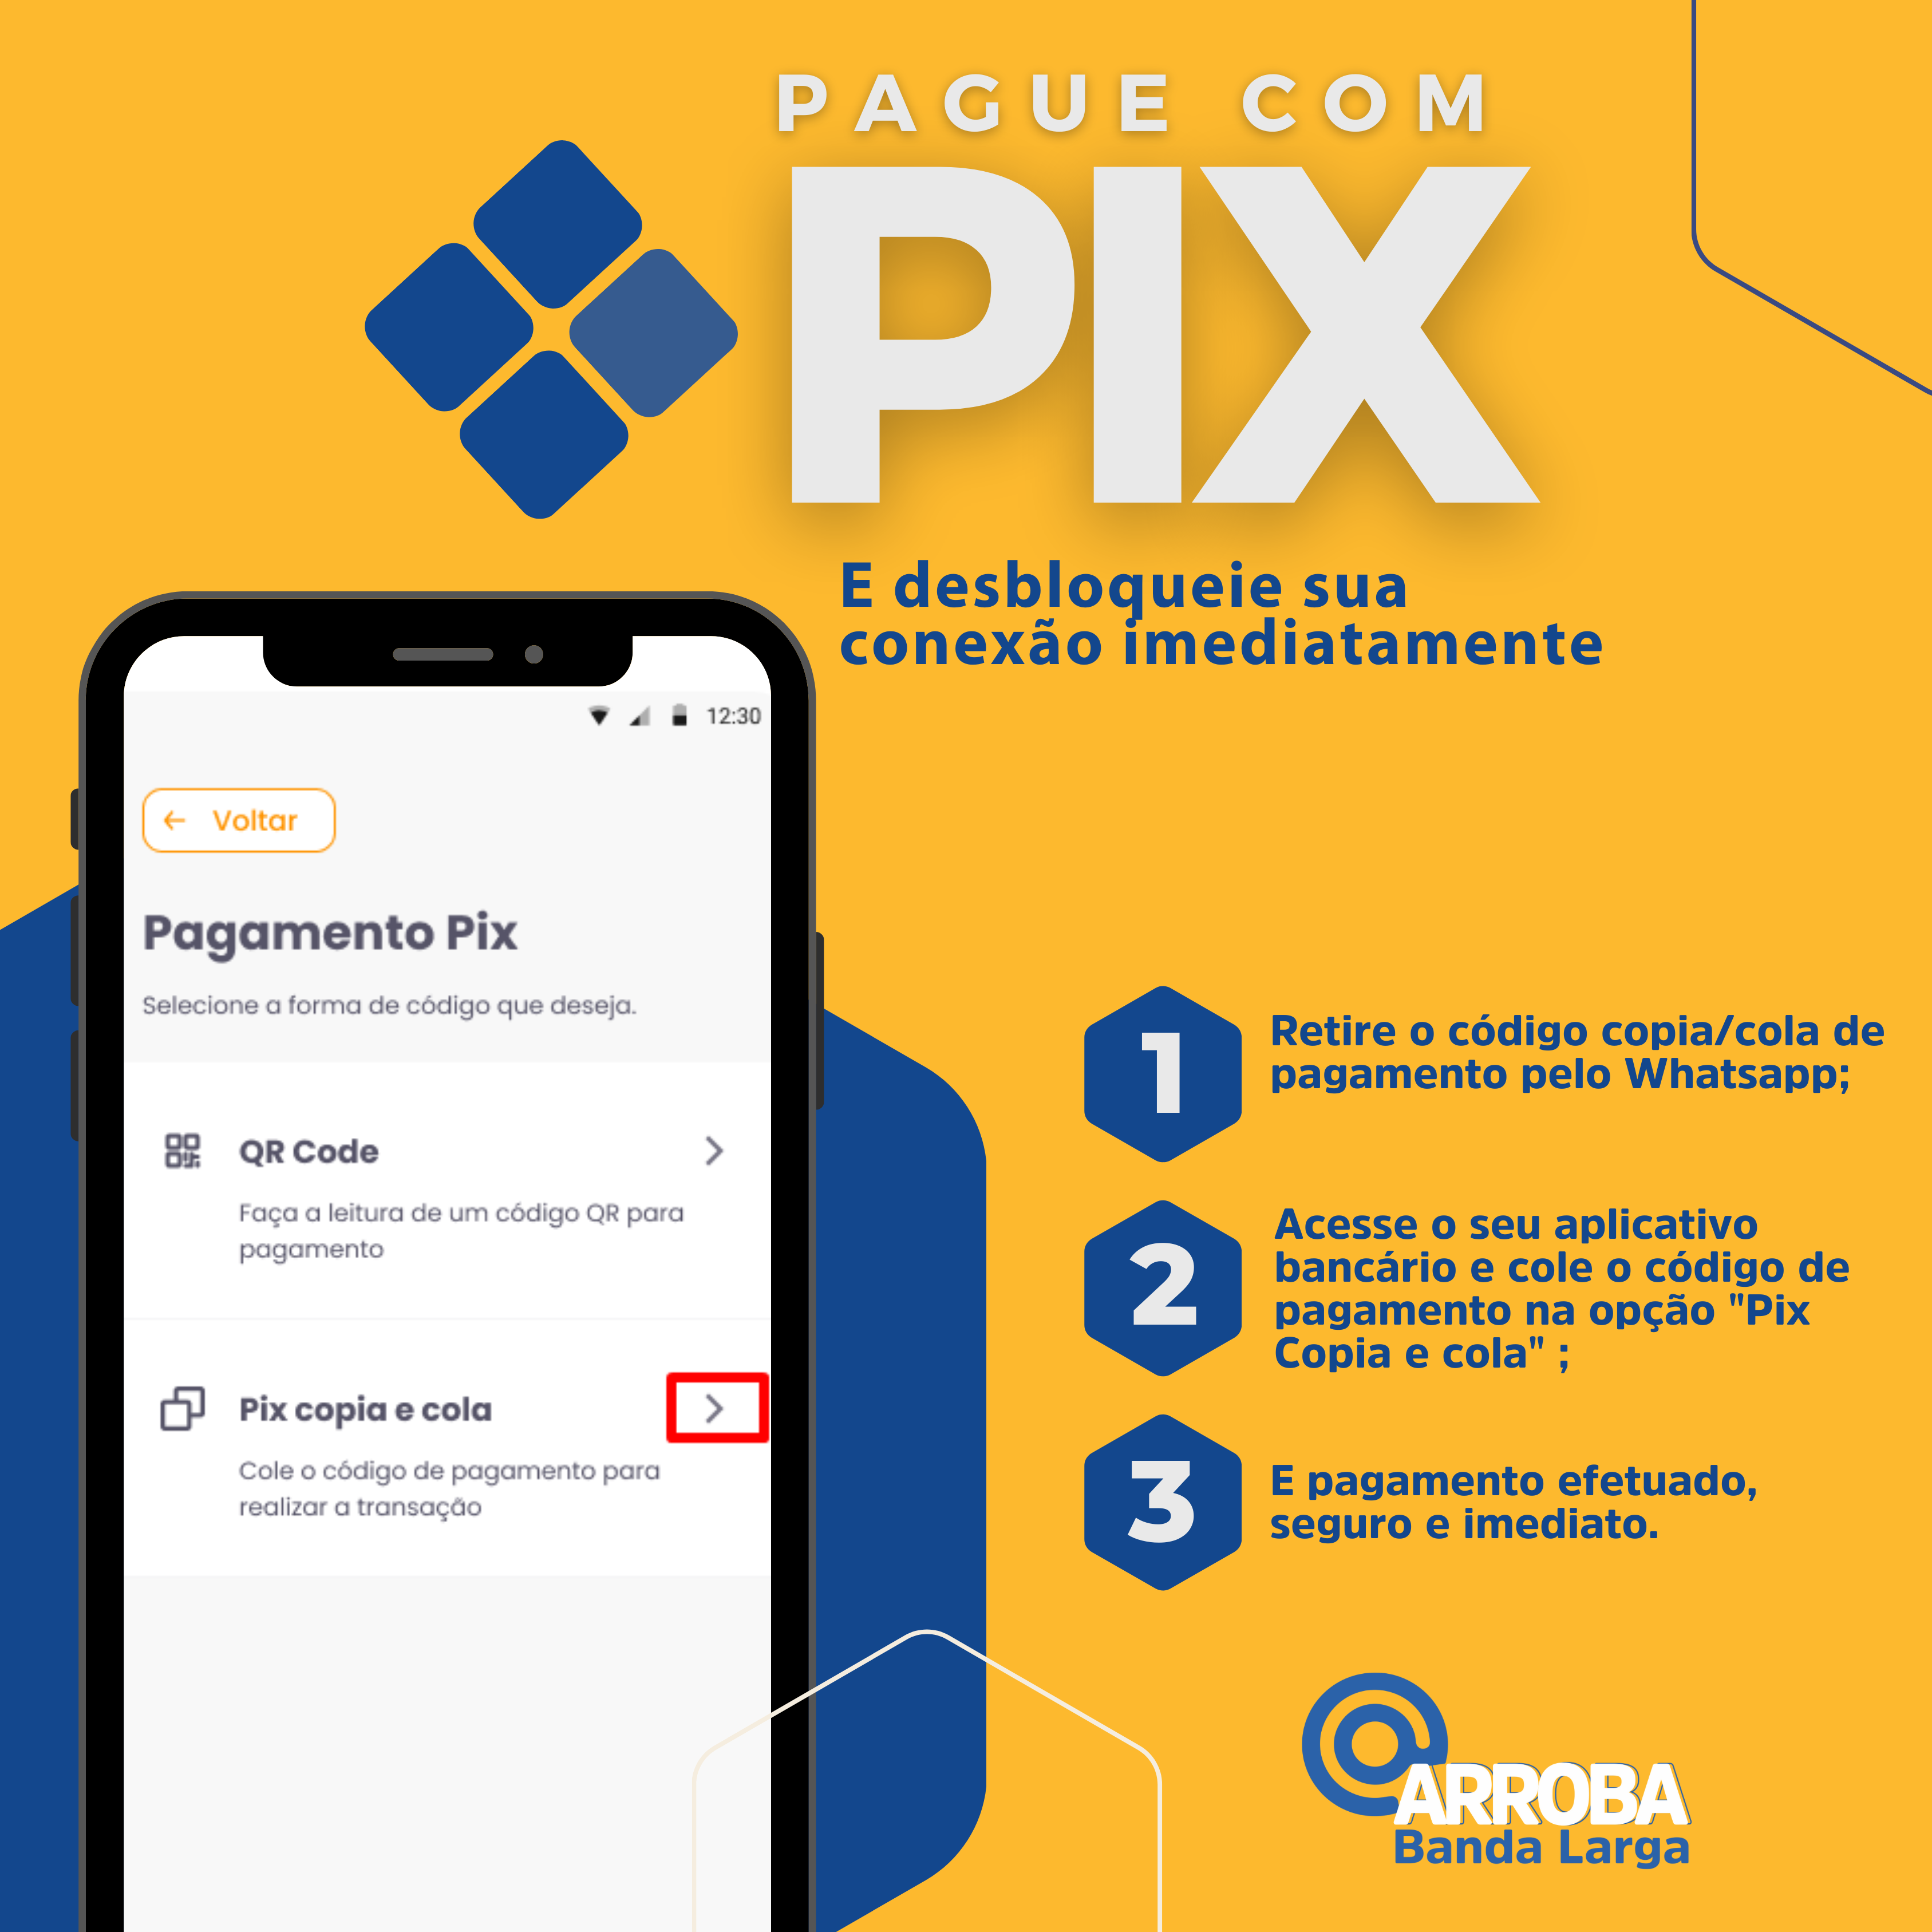 PAGUE COM
PIX
E desbloqueie sua
conexão imediatamente
12:30
← Voltar
Pagamento Pix
Selecione a forma de código que deseja.
QR Code
Faça a leitura de um código QR para
pagamento
Pix copia e cola
Cole o código de pagamento para
realizar a transação
1
Retire o código copia/cola de
pagamento pelo Whatsapp;
2
Acesse o seu aplicativo
bancário e cole o código de
pagamento na opção "Pix
Copia e cola" ;
3
E pagamento efetuado,
seguro e imediato.
@ARROBA
Banda Larga